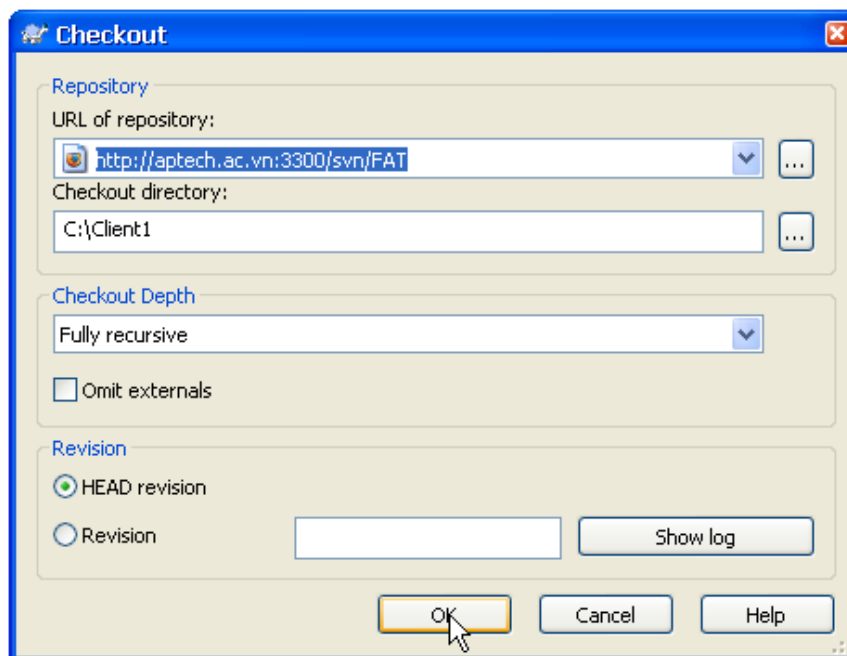 Checkout
Repository
URL of repository:
http://aptech.ac.vn:3300/svn/FAT
...
Checkout directory:
C:\Client1
...
Checkout Depth
Fully recursive
Omit externals
Revision
HEAD revision
Revision
Show log
OK
Cancel
Help